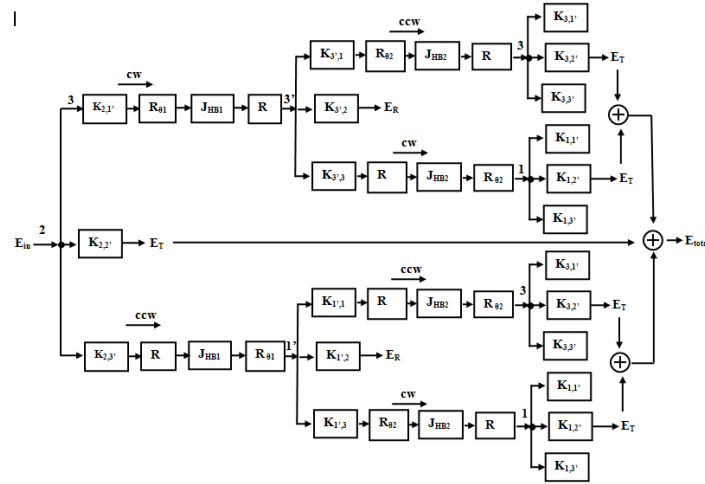 K3,1'
ccw
K3',1 Rθ2 JHB2 R 3 K3,2' ET
cw
3 K2,1' Rθ1 JHB1 R 3' K3',2 ER K3,3'
K1,1'
cw
K3',3 R JHB2 Rθ2 1 K1,2' ET
K1,3'
2
Ein K2,2' ET Etota
K3,1'
ccw
K1',1 R JHB2 Rθ2 3 K3,2' ET
ccw
K2,3' R JHB1 Rθ1 1' K1',2 ER K3,3'
K1,1'
cw
K1',3 Rθ2 JHB2 R 1 K1,2' ET
K1,3'